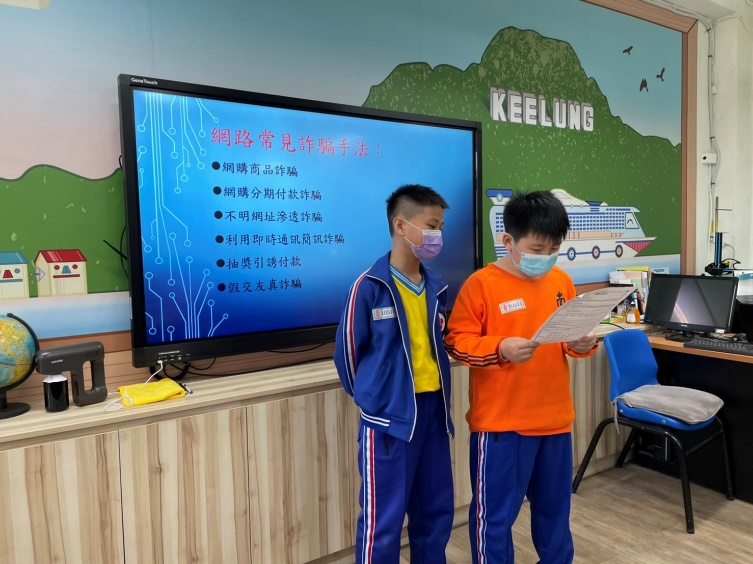 GeneTouch
網路常見詐騙手法：
●網購商品詐騙
●網購分期付款詐騙
●不明網址滲透詐騙
●利用即時通訊簡訊詐騙
●抽獎引誘付款
●假交友真詐騙
KEELUNG